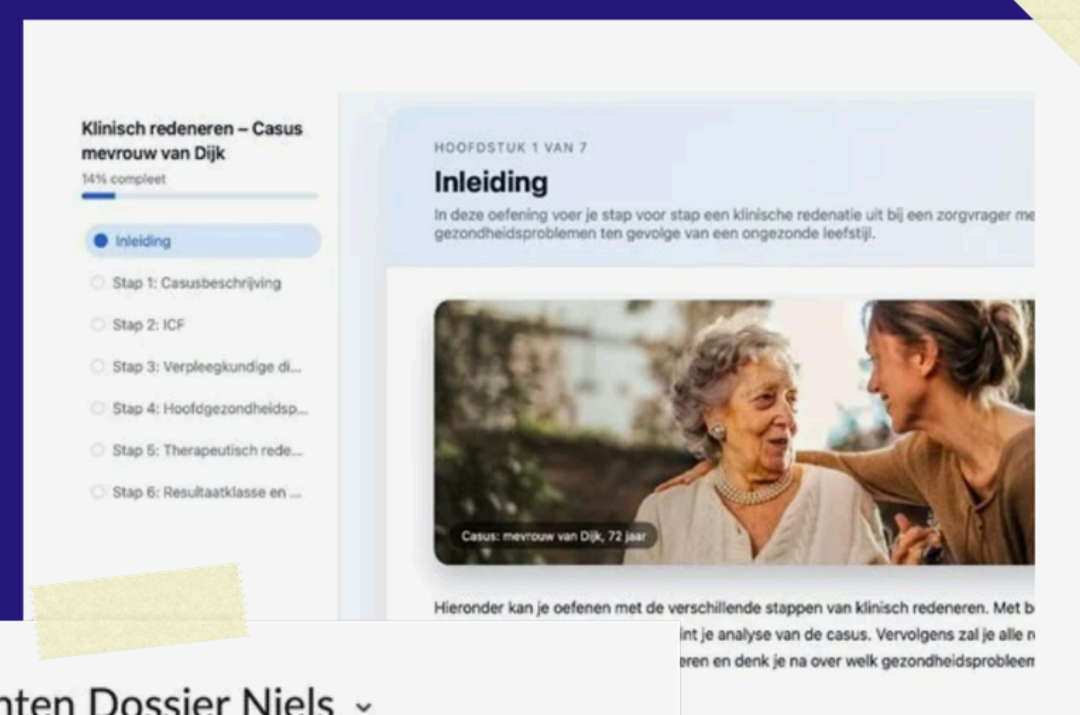 Klinisch redeneren – Casus
mevrouw van Dijk
14% compleet
Inleiding
Stap 1: Casusbeschrijving
Stap 2: ICF
Stap 3: Verpleegkundige di...
Stap 4: Hoofdgezondheidsp...
Stap 5: Therapeutisch rede...
Stap 6: Resultaatklasse en ...
HOOFDSTUK 1 VAN 7
Inleiding
In deze oefening voer je stap voor stap een klinische redenatie uit bij een zorgvrager me
gezondheidsproblemen ten gevolge van een ongezonde leefstijl.
Casus: mevrouw van Dijk, 72 jaar
Hieronder kan je oefenen met de verschillende stappen van klinisch redeneren. Met b
int je analyse van de casus. Vervolgens zal je alle r
eren en denk je na over welk gezondheidsprobleem
nten Dossier Niels